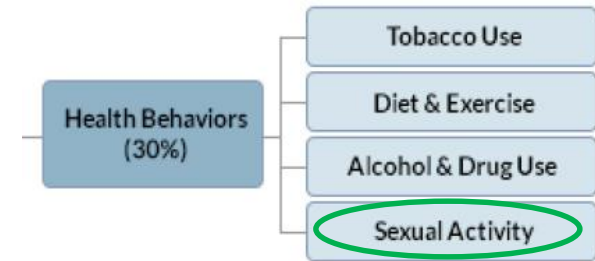 Tobacco Use
Diet & Exercise
Health Behaviors
(30%)
Alcohol & Drug Use
Sexual Activity